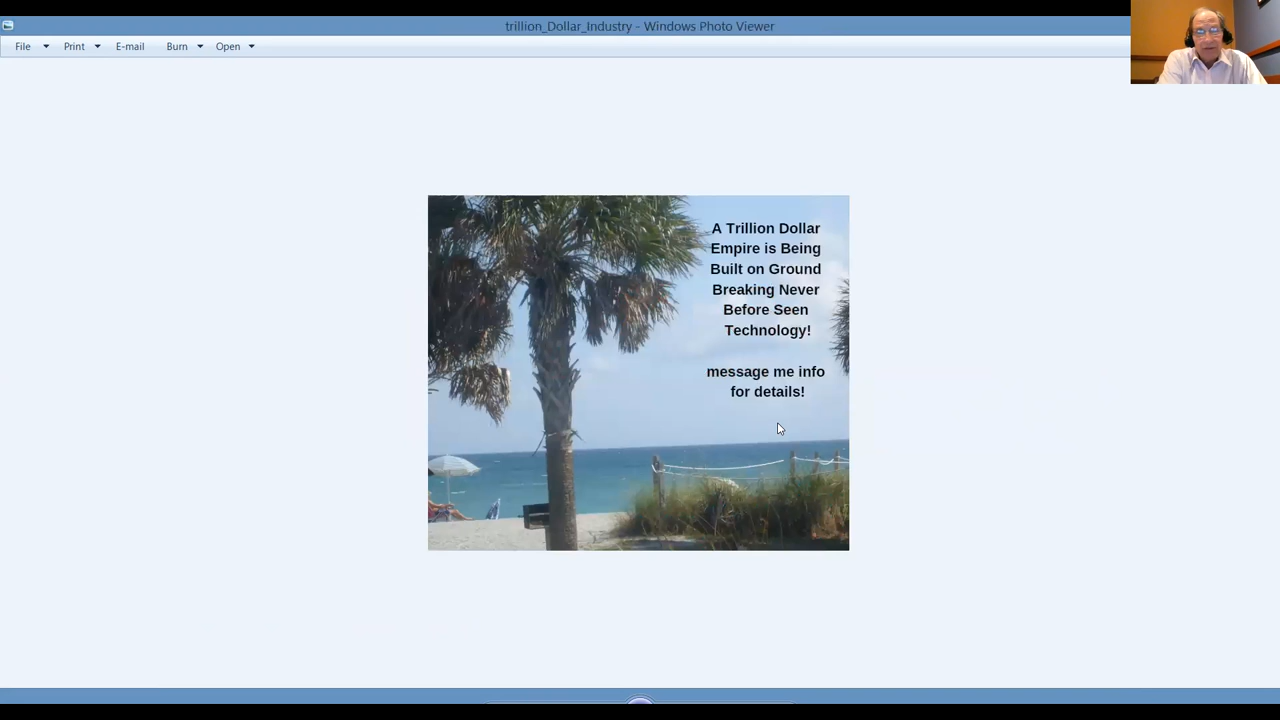 trillion_Dollar_Industry - Windows Photo Viewer
File Print E-mail Burn Open
A Trillion Dollar
Empire is Being
Built on Ground
Breaking Never
Before Seen
Technology!
message me info
for details!